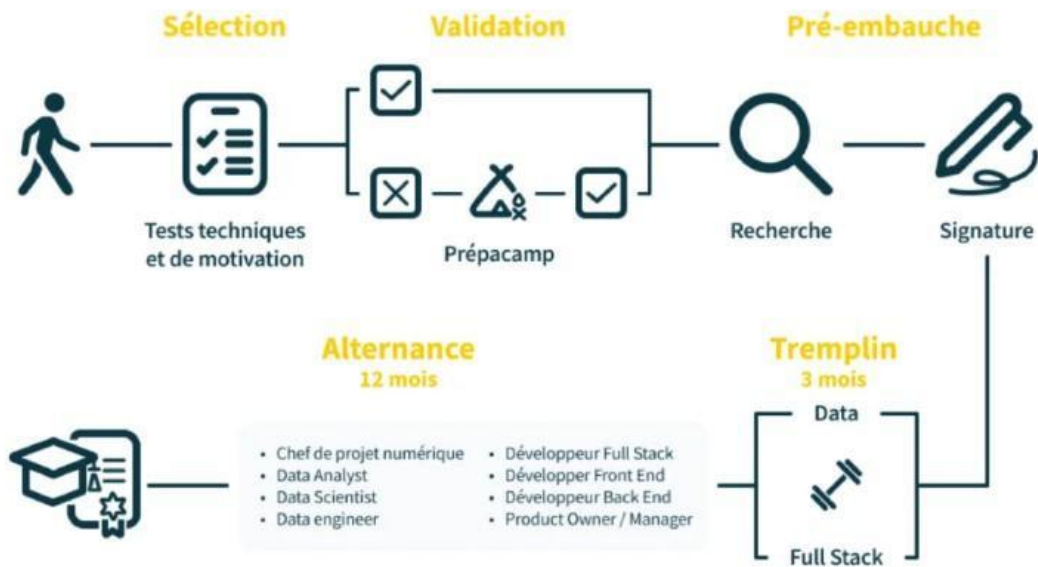 Sélection
Validation
Pré-embauche
Tests techniques
et de motivation
Prépacamp
Recherche
Signature
Alternance
12 mois
Tremplin
3 mois
Data
Full Stack
• Chef de projet numérique
• Data Analyst
• Data Scientist
• Data engineer
• Développeur Full Stack
• Développer Front End
• Développeur Back End
• Product Owner / Manager